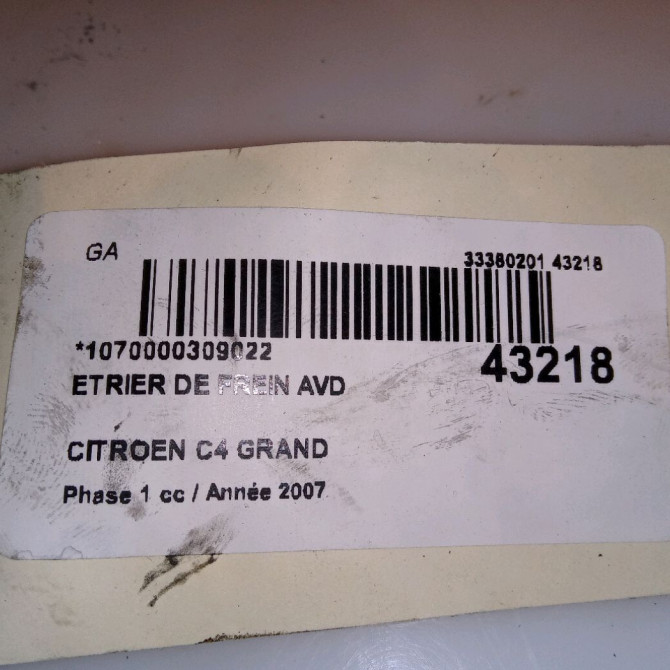 GA
33380201 43218
*1070000309022
43218
ETRIER DE FREIN AVD
CITROEN C4 GRAND
Phase 1 cc / Année 2007